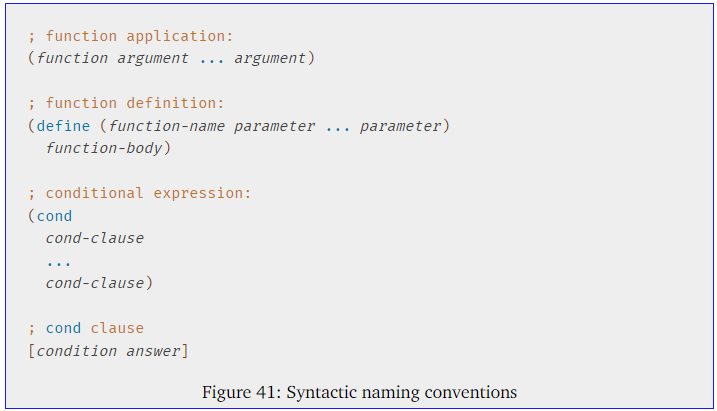 ; function application:
(function argument ... argument)
; function definition:
(define (function-name parameter ... parameter)
function-body)
; conditional expression:
(cond
cond-clause
...
cond-clause)
; cond clause
[condition answer]
Figure 41: Syntactic naming conventions